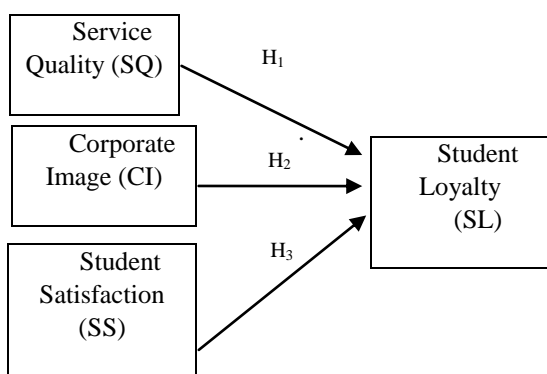 Service
Quality (SQ)
H1
Corporate
Image (CI)
H2
Student
Loyalty
(SL)
Student
Satisfaction
(SS)
H3